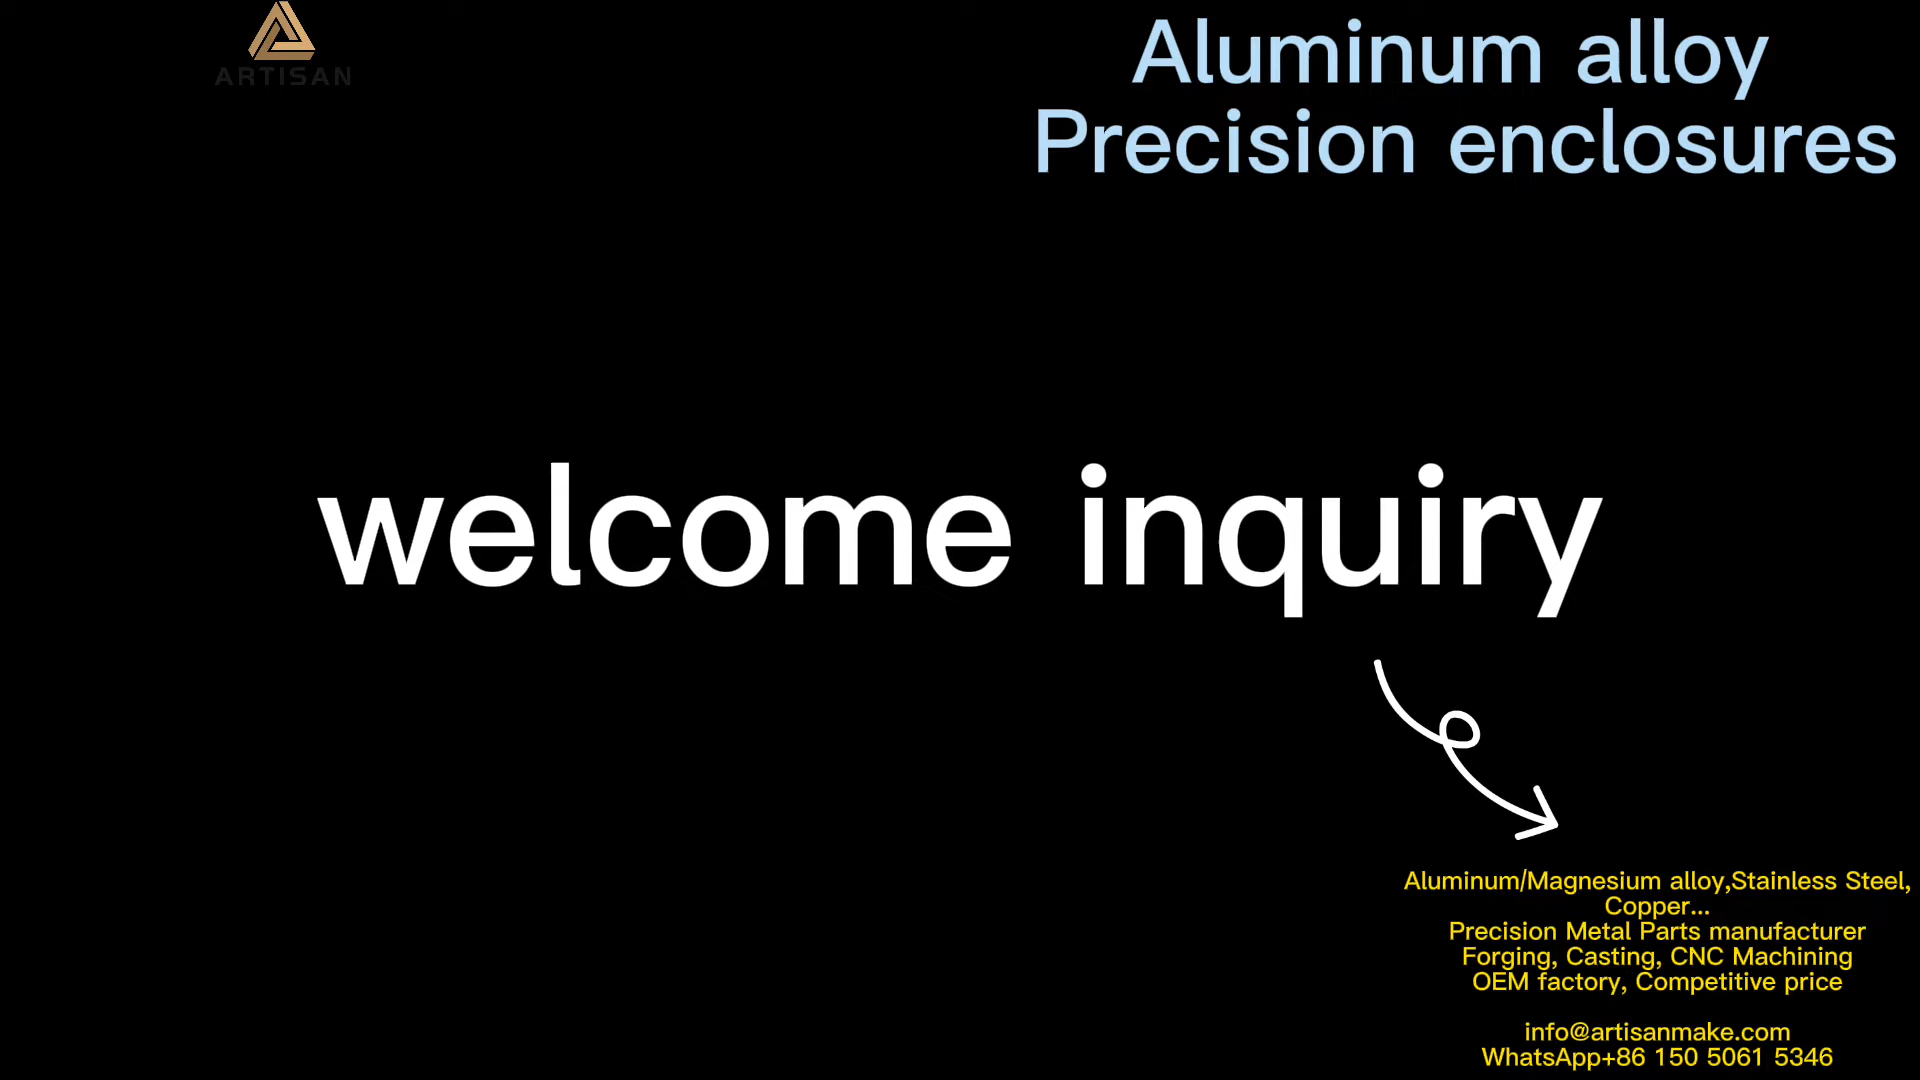 ARTISAN
Aluminum alloy
Precision enclosures
welcome inquiry
Aluminum/Magnesium alloy,Stainless Steel,
Copper...
Precision Metal Parts manufacturer
Forging, Casting, CNC Machining
OEM factory, Competitive price
info@artisanmake.com
WhatsApp+86 150 5061 5346